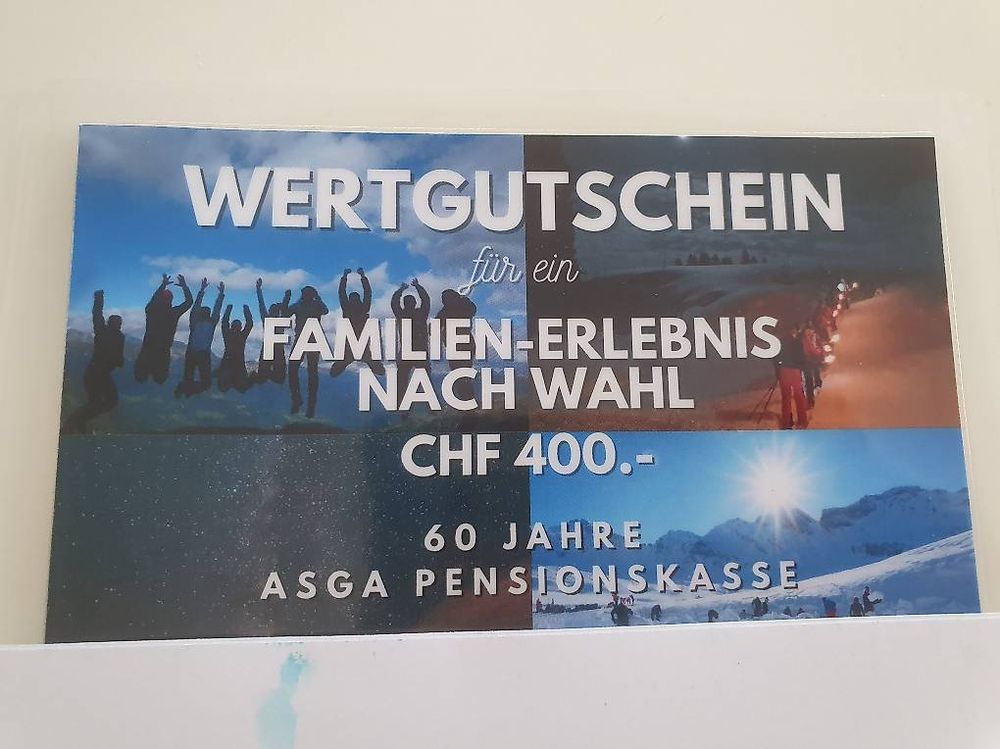 WERTGUTSCHEIN
für ein
FAMILIEN-ERLEBNIS
NACH WAHL
CHF 400.-
60 JAHRE
ASGA PENSIONSKASSE